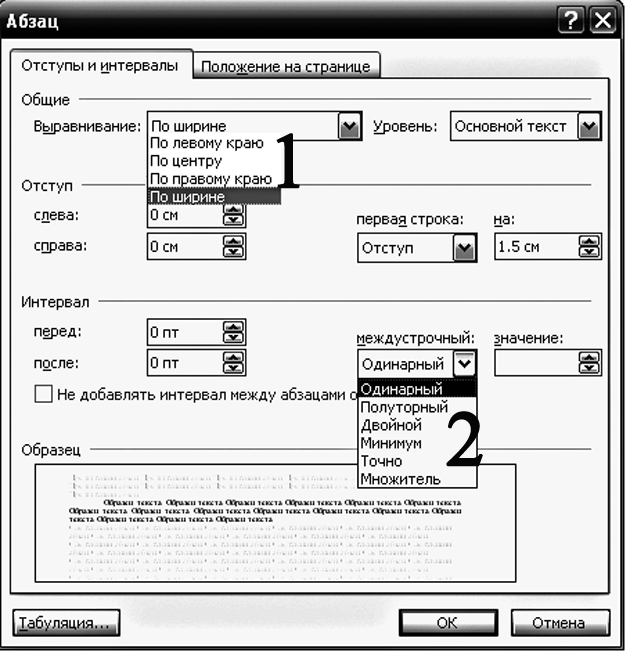 Абзац
Отступы и интервалы Положение на странице
Общие
Выравнивание: По ширине Уровень: Основной текст
По левому краю
По центру
По правому краю
По ширине
1
Отступ
слева: 0 см первая строка: на:
справа: 0 см Отступ 1.5 см
Интервал
перед: 0 пт междустрочный: значение:
после: 0 пт Одинарный
Не добавлять интервал между абзацами о
Одинарный
Полуторный
Двойной
Минимум
Точно
Множитель
2
Образец
Образец текста Образец текста Образец текста Образец текста Образец текста Образец текста
Образец текста Образец текста Образец текста Образец текста Образец текста Образец текста Образец
текста Образец текста Образец текста Образец текста
Табуляция... ОК Отмена